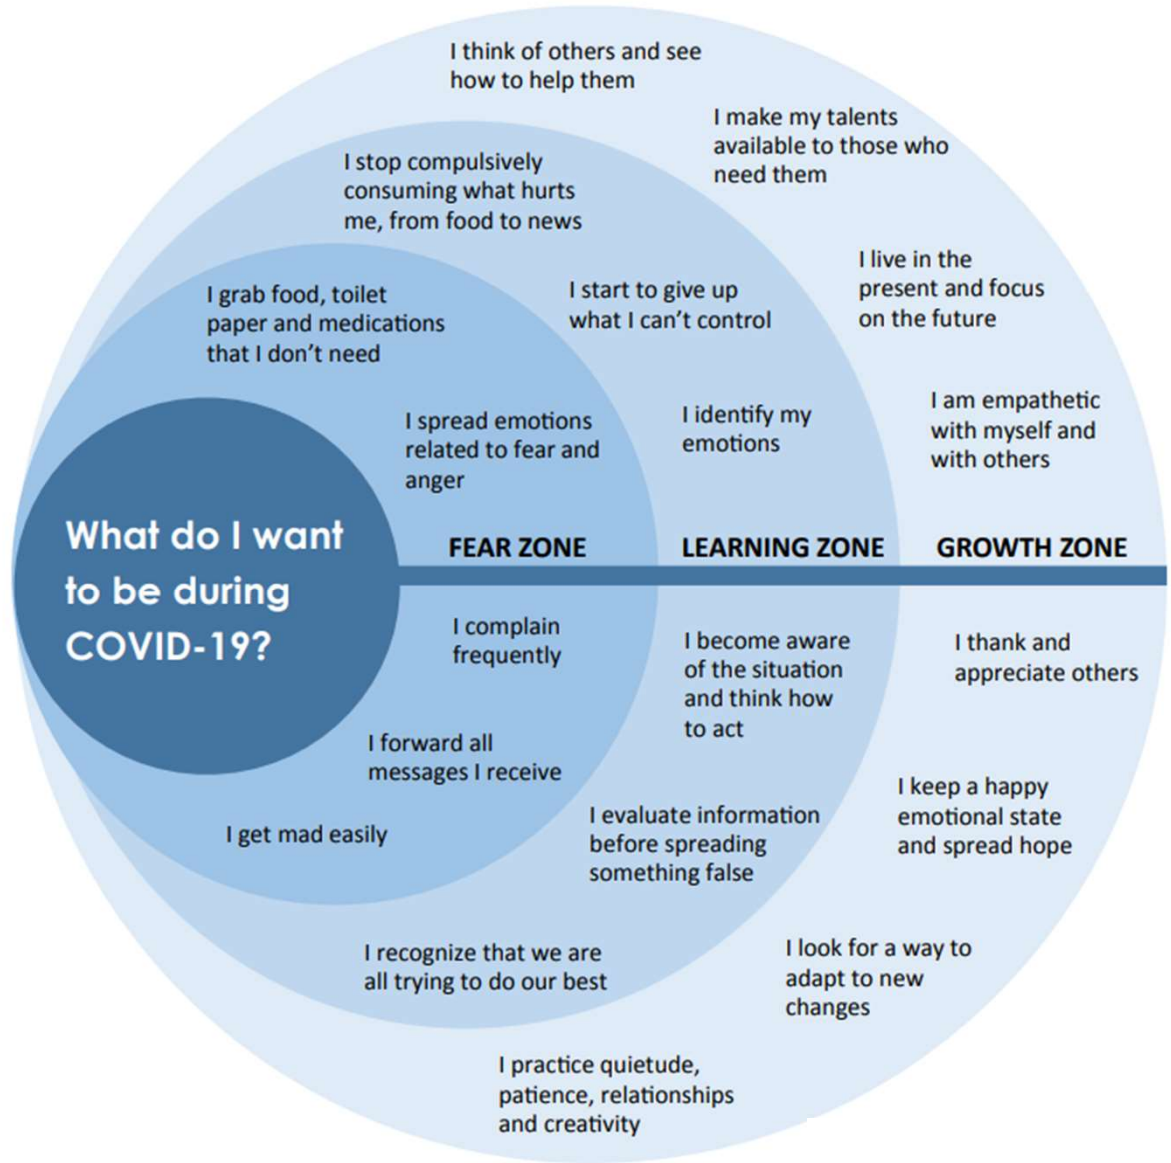 I think of others and see
how to help them
I make my talents
available to those who
need them
I stop compulsively
consuming what hurts
me, from food to news
I live in the
present and focus
on the future
I grab food, toilet
paper and medications
that I don’t need
I start to give up
what I can’t control
I spread emotions
related to fear and
anger
I identify my
emotions
I am empathetic
with myself and
with others
What do I want
to be during
COVID-19?
FEAR ZONE
LEARNING ZONE
GROWTH ZONE
I complain
frequently
I become aware
of the situation
and think how
to act
I thank and
appreciate others
I forward all
messages I receive
I get mad easily
I evaluate information
before spreading
something false
I keep a happy
emotional state
and spread hope
I recognize that we are
all trying to do our best
I look for a way to
adapt to new
changes
I practice quietude,
patience, relationships
and creativity